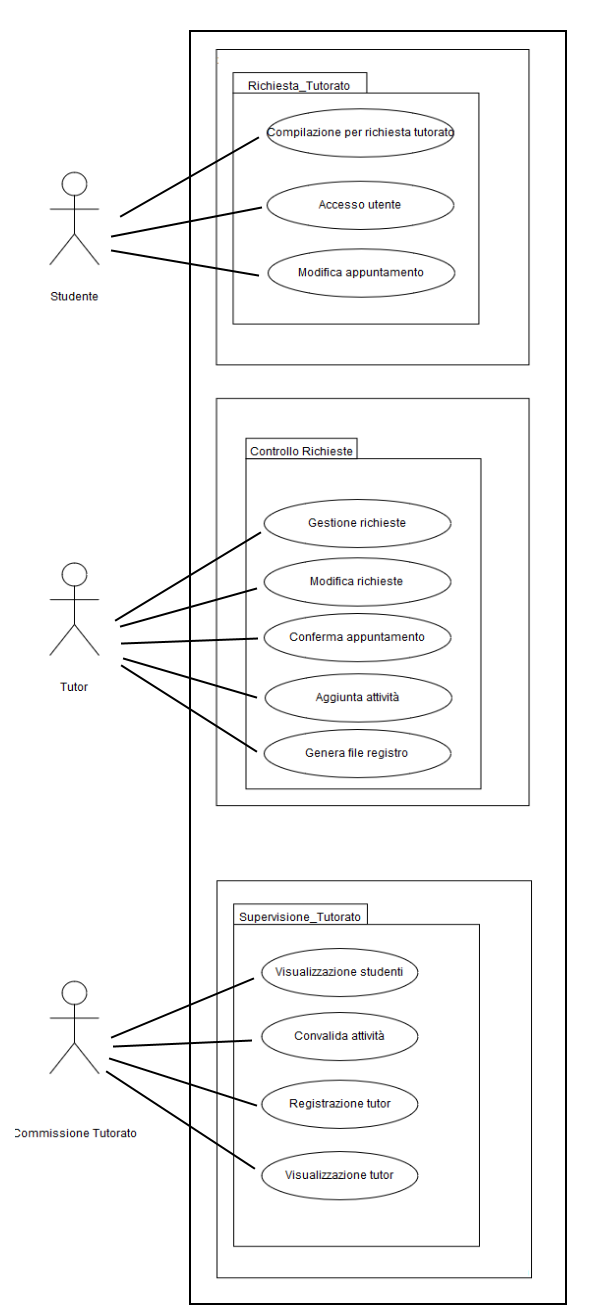 Richiesta_Tutorato
Compilazione per richiesta tutorato
Accesso utente
Modifica appuntamento
Studente
Controllo Richieste
Gestione richieste
Modifica richieste
Conferma appuntamento
Aggiunta attività
Genera file registro
Tutor
Supervisione_Tutorato
Visualizzazione studenti
Convalida attività
Registrazione tutor
Visualizzazione tutor
Commissione Tutorato